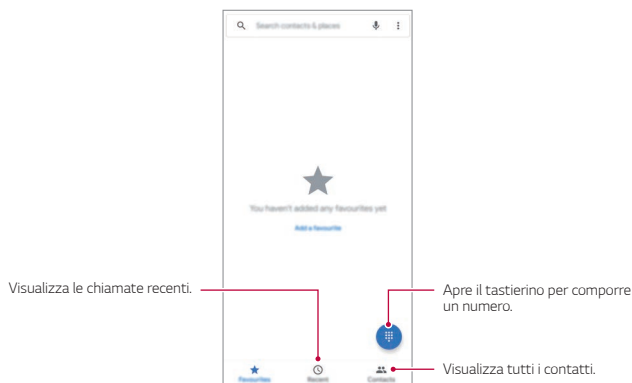 Search contacts & places
You haven't added any favourites yet
Add a favourite
Visualizza le chiamate recenti.
Apre il tastierino per comporre
un numero.
Visualizza tutti i contatti.
Favourites
Recent
Contacts